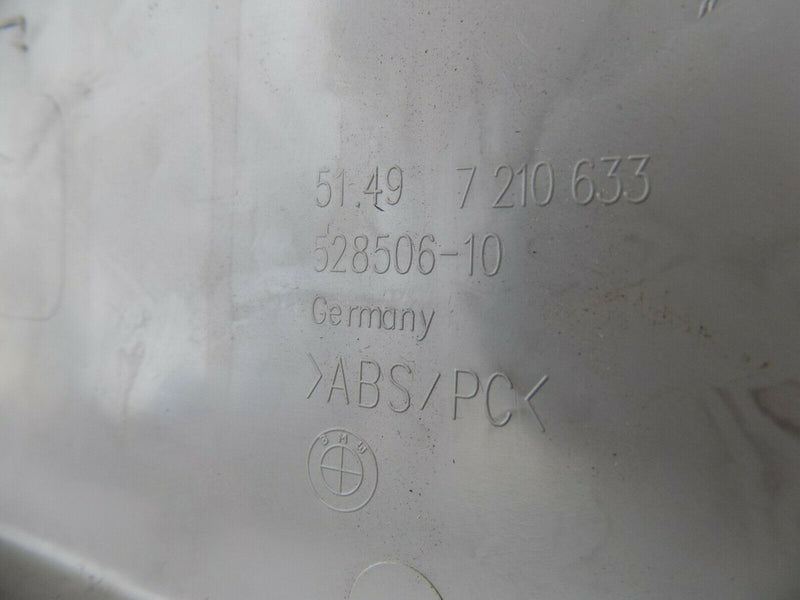 51.49 7 210 633
528506-10
Germany
>ABS/PC<
BMW